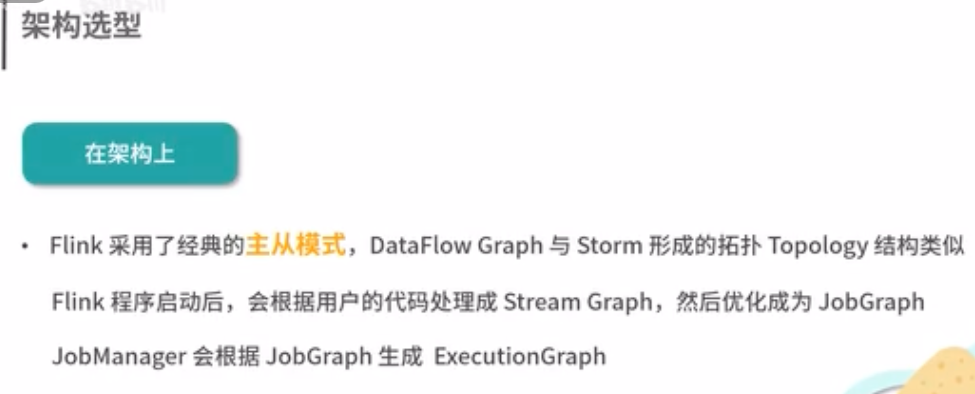 架构选型
在架构上
• Flink 采用了经典的主从模式，DataFlow Graph 与 Storm 形成的拓扑 Topology 结构类似
Flink 程序启动后，会根据用户的代码处理成 Stream Graph，然后优化成为 JobGraph
JobManager 会根据 JobGraph 生成 ExecutionGraph